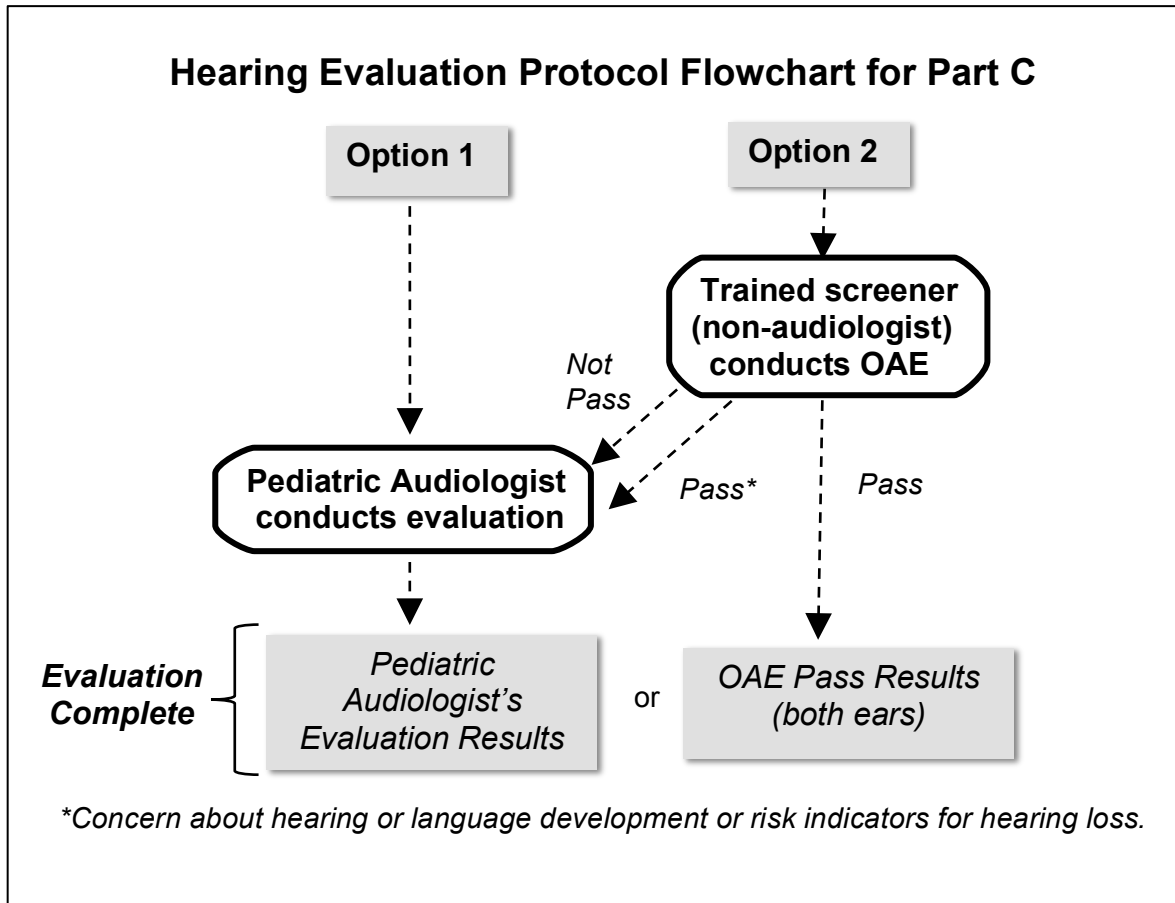 Hearing Evaluation Protocol Flowchart for Part C
Option 1
Option 2
Trained screener
(non-audiologist)
conducts OAE
Not
Pass
Pass*
Pass
Pediatric Audiologist
conducts evaluation
Evaluation
Complete
Pediatric
Audiologist’s
Evaluation Results
or
OAE Pass Results
(both ears)
*Concern about hearing or language development or risk indicators for hearing loss.